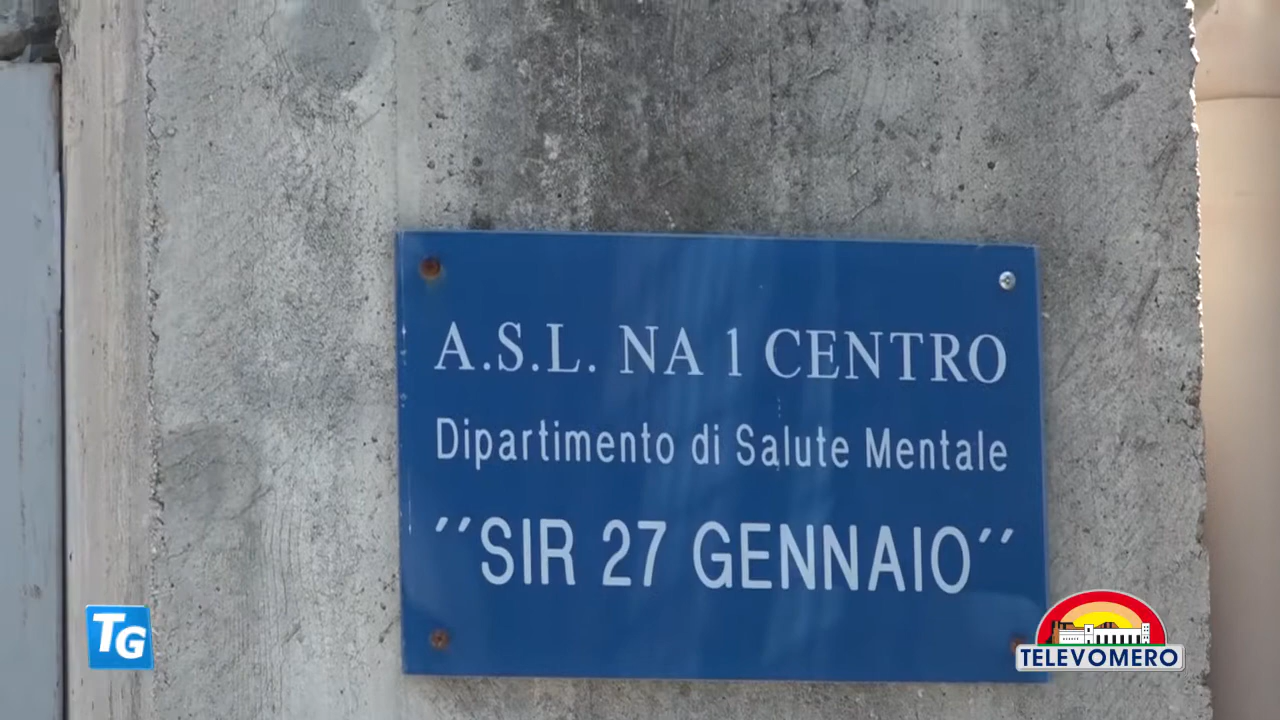 A.S.L. NA 1 CENTRO
Dipartimento di Salute Mentale
"SIR 27 GENNAIO"
TG
TELEVOMERO